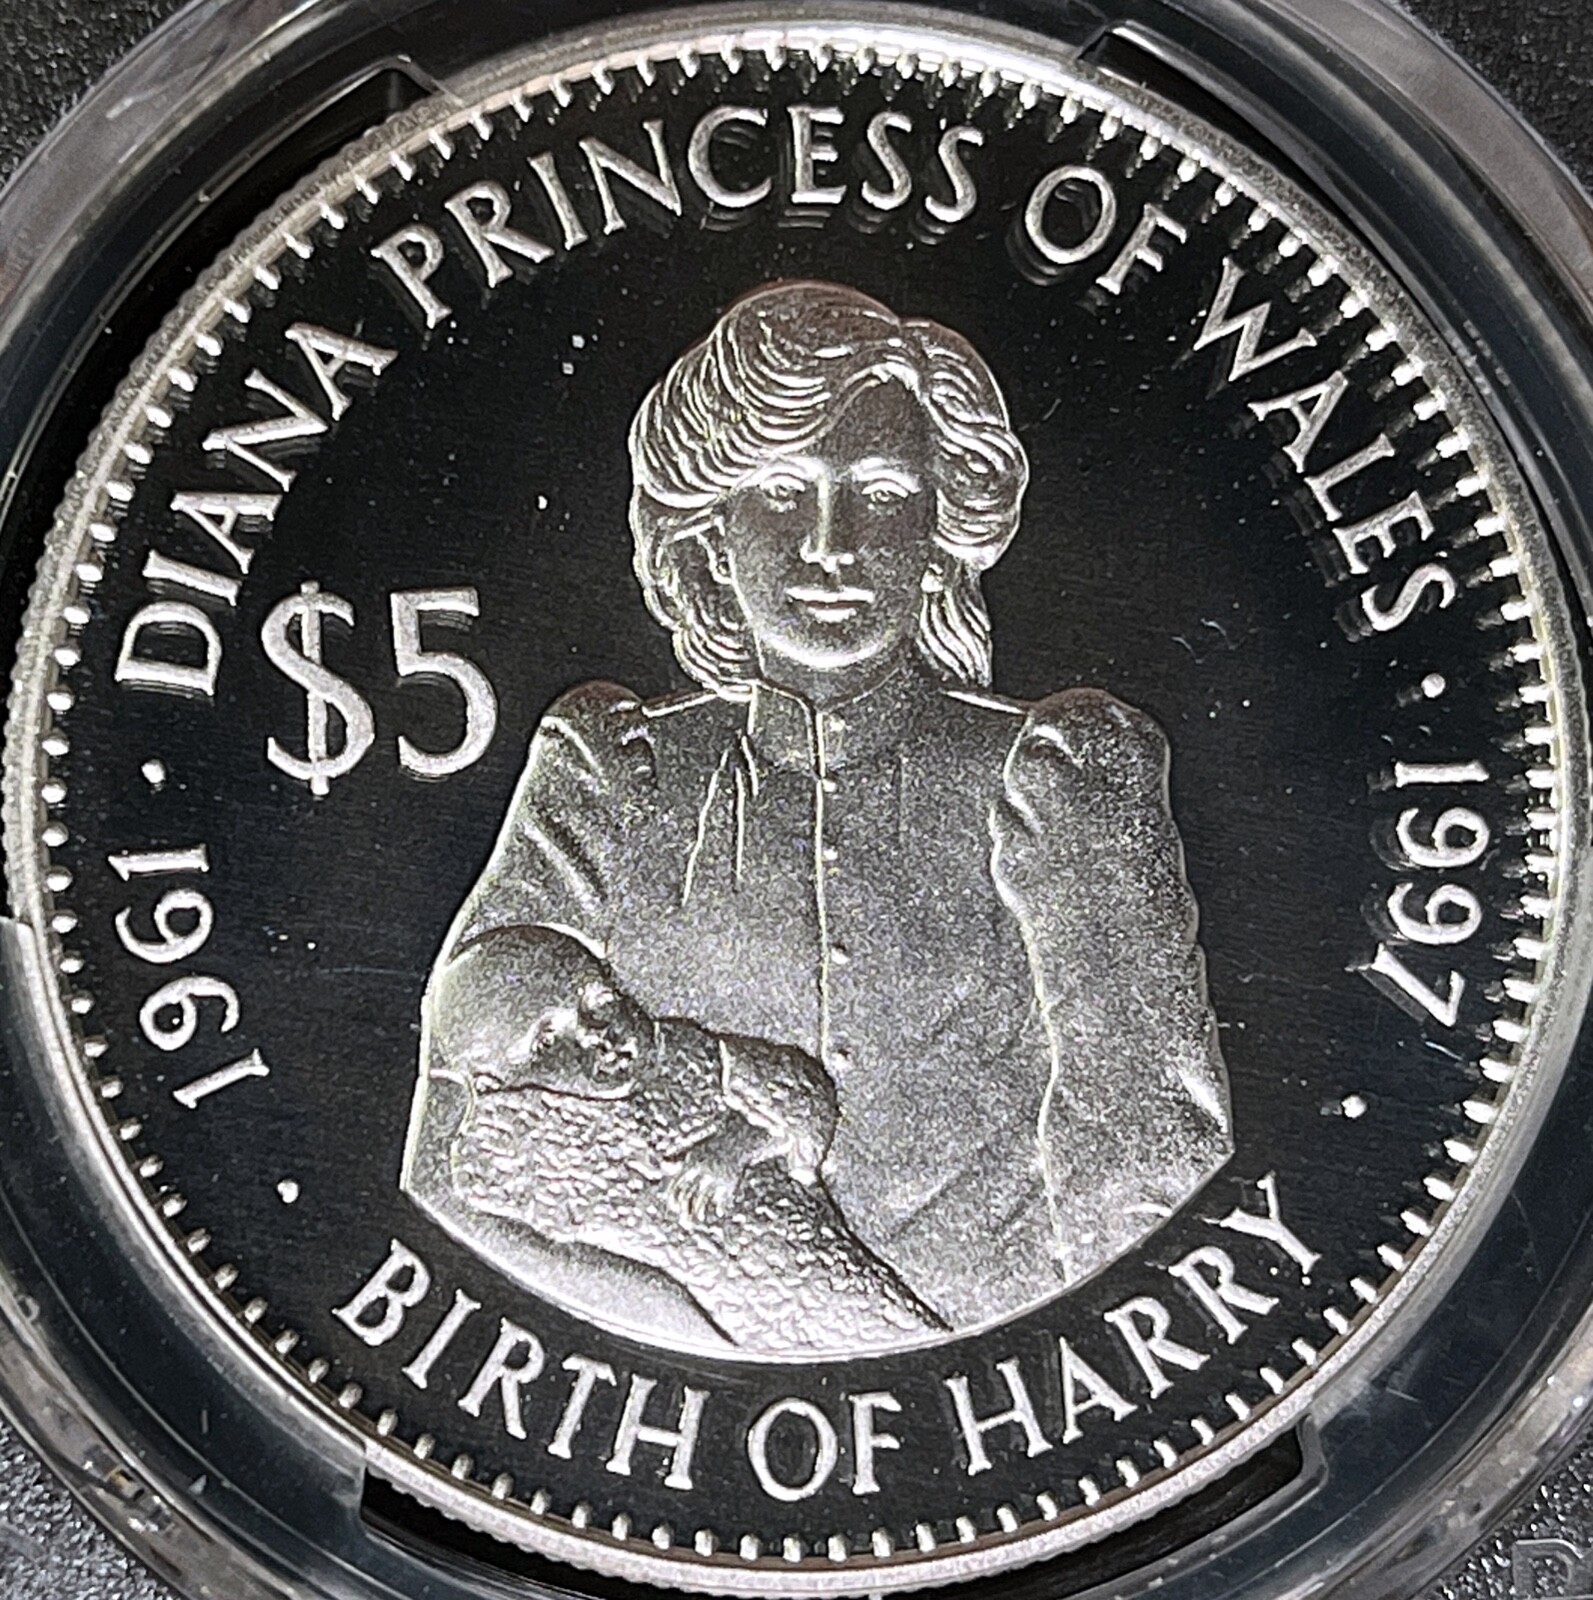 1961 · DIANA PRINCESS OF WALES · 1997
$5
· BIRTH OF HARRY ·